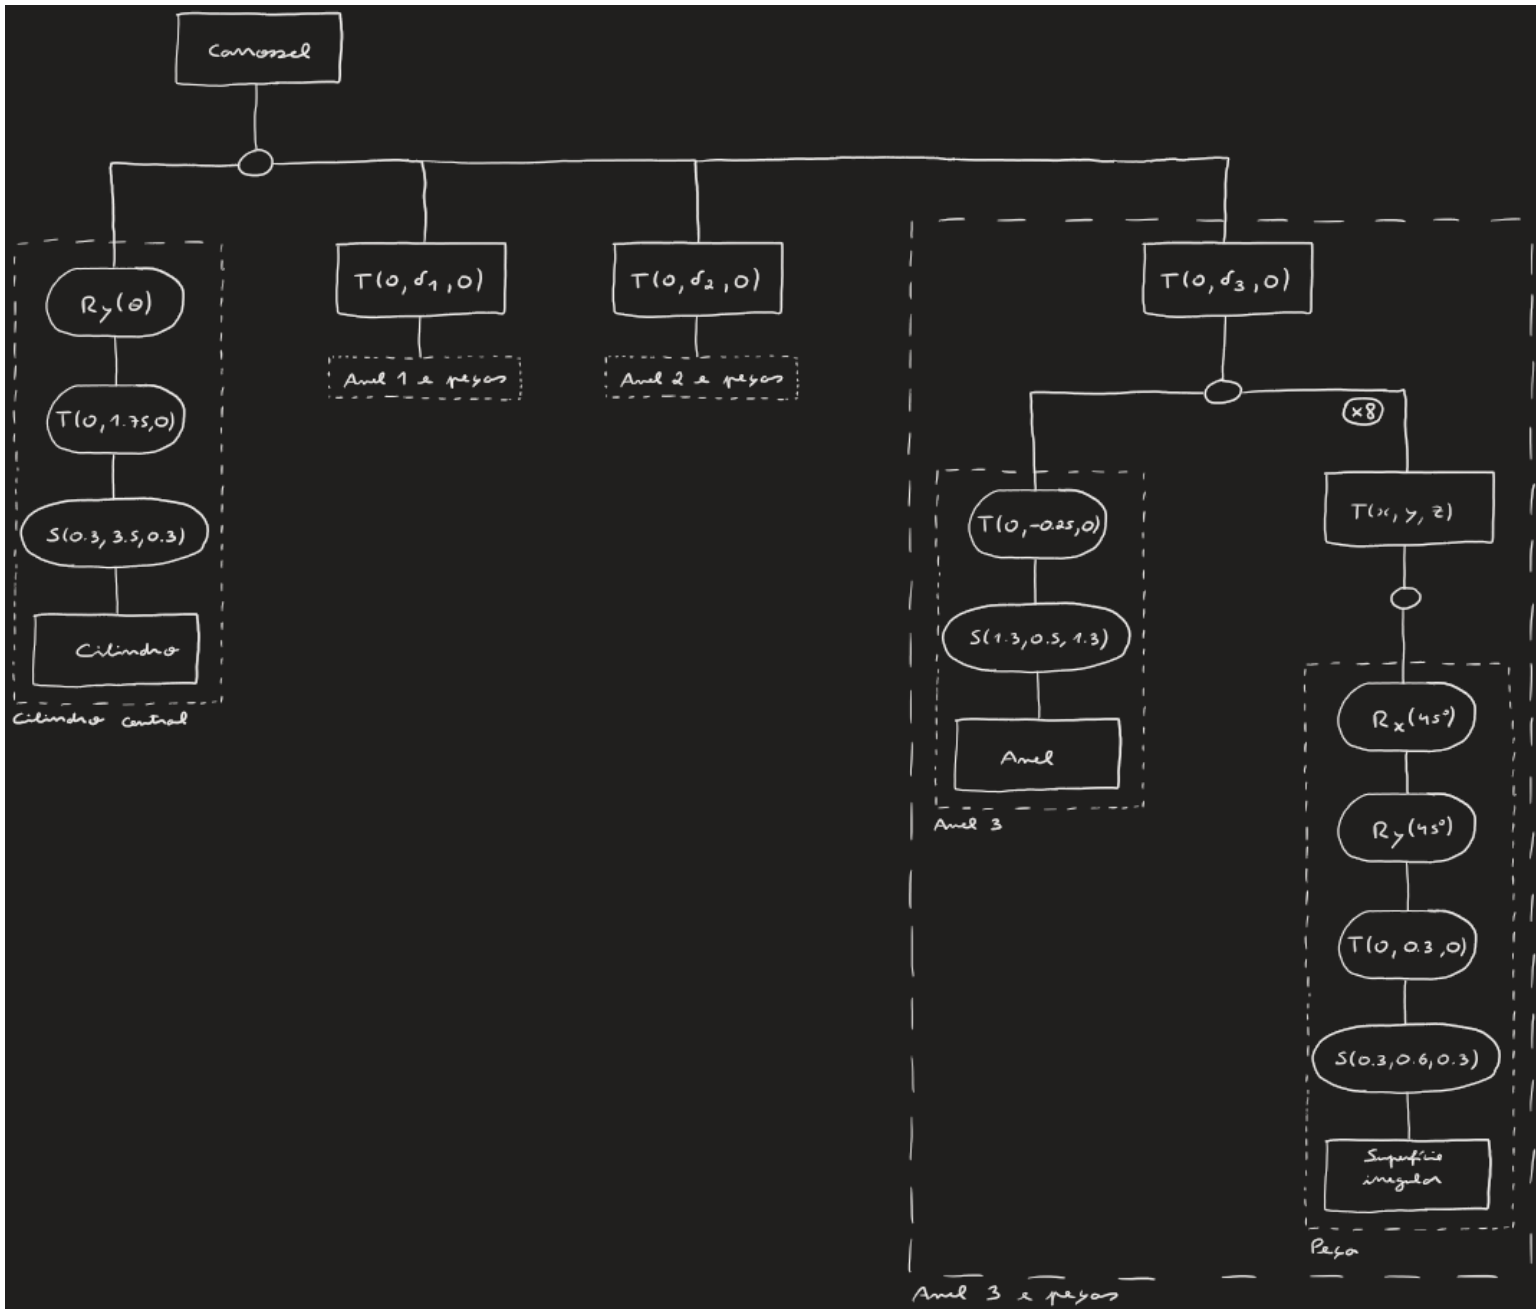 Carrossel
Ry(θ)
T(0, 1.75, 0)
S(0.3, 3.5, 0.3)
Cilindro
Cilindro central
T(0, δ1, 0)
Anel 1 e peças
T(0, δ2, 0)
Anel 2 e peças
T(0, δ3, 0)
×8
T(0, -0.25, 0)
S(1.3, 0.5, 1.3)
Anel
Anel 3
T(x, y, z)
Rx(45°)
Ry(45°)
T(0, 0.3, 0)
S(0.3, 0.6, 0.3)
Superfície
irregular
Peça
Anel 3 e peças